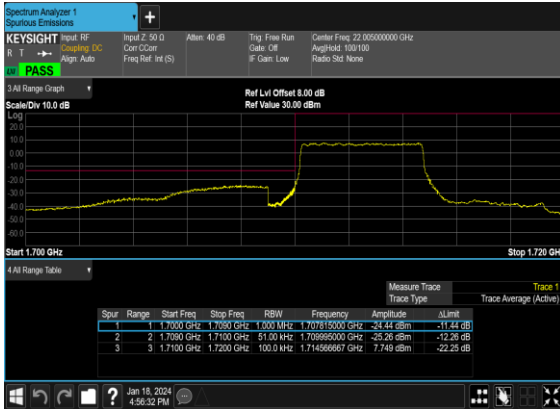 Spectrum Analyzer 1
Spurious Emissions
KEYSIGHT
R T
PASS
Input: RF
Coupling: DC
Align: Auto
Input Z: 50 Ω
Corr CCorr
Freq Ref: Int (S)
Atten: 40 dB
Trig: Free Run
Gate: Off
IF Gain: Low
Center Freq: 22.005000000 GHz
Avg|Hold: 100/100
Radio Std: None
3 All Range Graph
Scale/Div 10.0 dB
Ref Lvl Offset 8.00 dB
Ref Value 30.00 dBm
Log
20.0
10.0
0.00
-10.0
-20.0
-30.0
-40.0
-50.0
-60.0
Start 1.700 GHz
Stop 1.720 GH
4 All Range Table
Measure Trace Trace 1
Trace Type Trace Average (Active)
Spur Range Start Freq Stop Freq RBW Frequency Amplitude ΔLimit
1 1 1.7000 GHz 1.7090 GHz 1.000 MHz 1.707815000 GHz -24.44 dBm -11.44 dB
2 2 1.7090 GHz 1.7100 GHz 51.00 kHz 1.709995000 GHz -25.26 dBm -12.26 dB
3 3 1.7100 GHz 1.7200 GHz 100.0 kHz 1.714566667 GHz 7.749 dBm -22.25 dB
Jan 18, 2024
4:56:32 PM